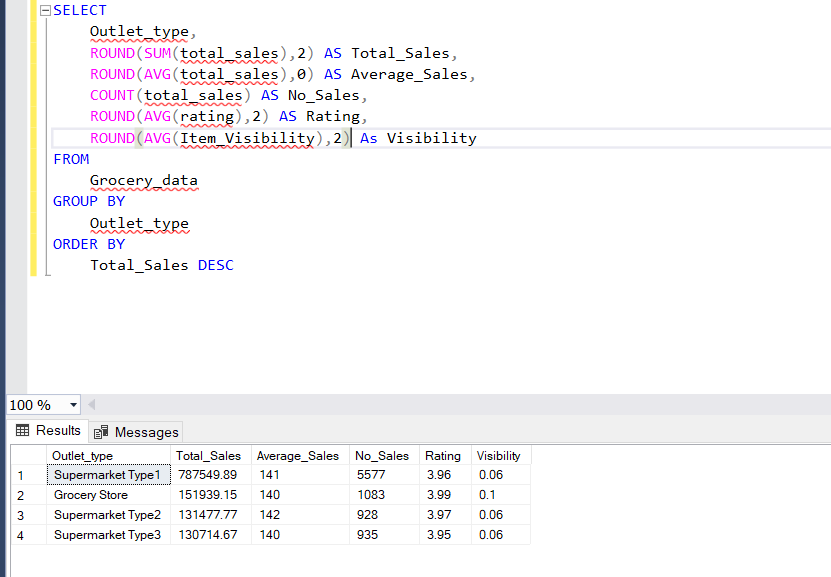 SELECT
Outlet_type,
ROUND(SUM(total_sales),2) AS Total_Sales,
ROUND(AVG(total_sales),0) AS Average_Sales,
COUNT(total_sales) AS No_Sales,
ROUND(AVG(rating),2) AS Rating,
ROUND(AVG(Item_Visibility),2) As Visibility
FROM
Grocery_data
GROUP BY
Outlet_type
ORDER BY
Total_Sales DESC
100 %
Results Messages
Outlet_type Total_Sales Average_Sales No_Sales Rating Visibility
1 Supermarket Type1 787549.89 141 5577 3.96 0.06
2 Grocery Store 151939.15 140 1083 3.99 0.1
3 Supermarket Type2 131477.77 142 928 3.97 0.06
4 Supermarket Type3 130714.67 140 935 3.95 0.06